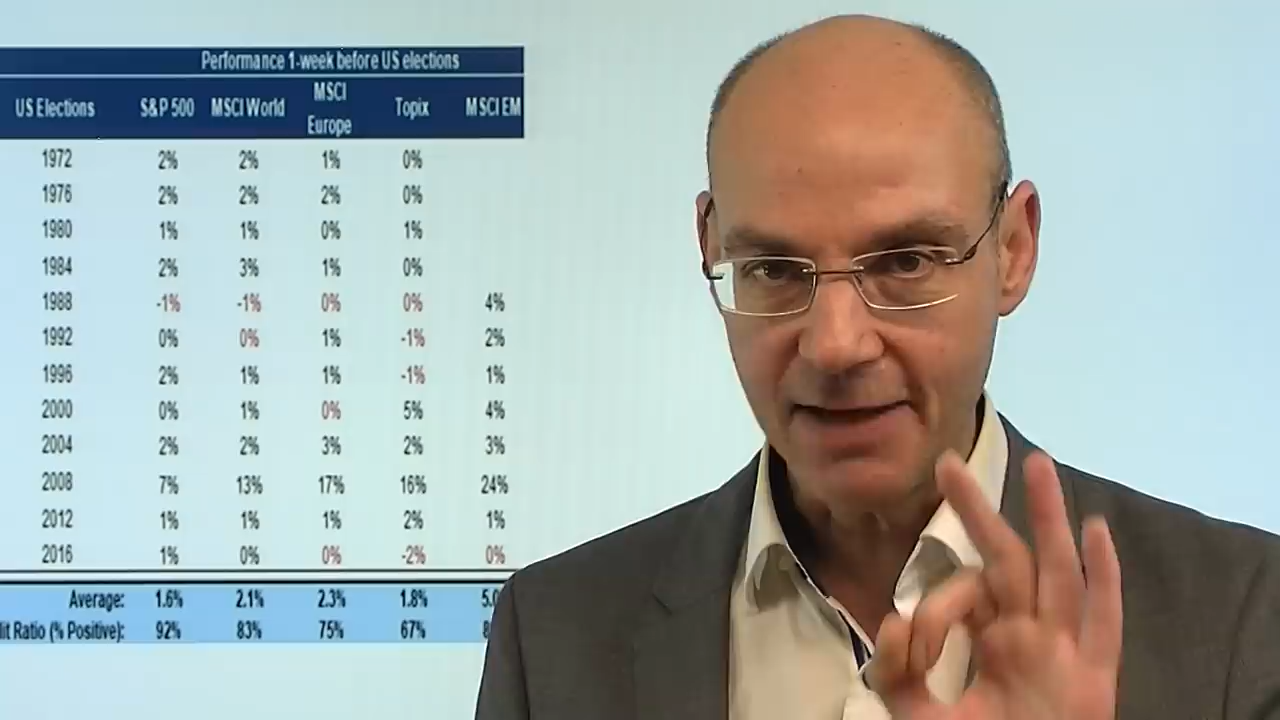 Performance 1-week before US elections
US Elections S&P 500 MSCI World MSCI Europe Topix MSCI EM
1972 2% 2% 1% 0%
1976 2% 2% 2% 0%
1980 1% 1% 0% 1%
1984 2% 3% 1% 0%
1988 -1% -1% 0% 0% 4%
1992 0% 0% 1% -1% 2%
1996 2% 1% 1% -1% 1%
2000 0% 1% 0% 5% 4%
2004 2% 2% 3% 2% 3%
2008 7% 13% 17% 16% 24%
2012 1% 1% 1% 2% 1%
2016 1% 0% 0% -2% 0%
Average: 1.6% 2.1% 2.3% 1.8% 5.0
it Ratio (% Positive): 92% 83% 75% 67% 8